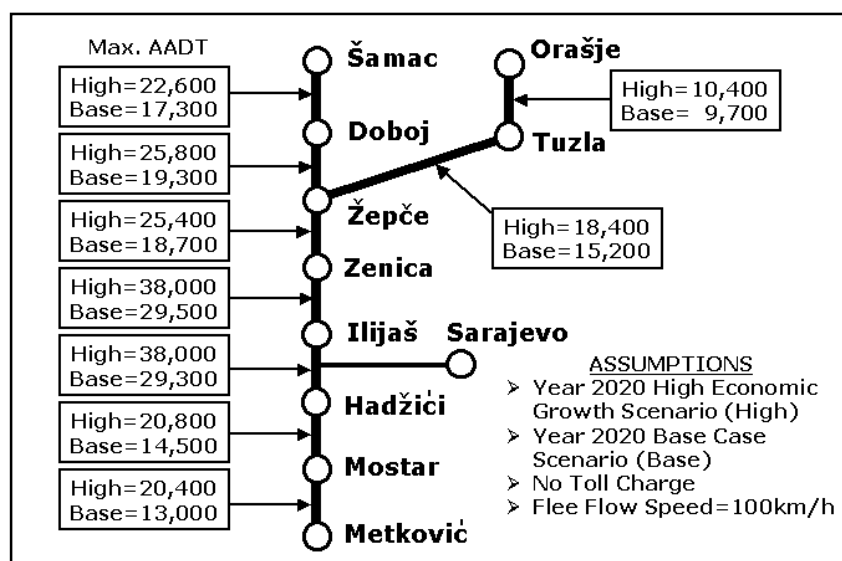 Max. AADT
High=22,600
Base=17,300
High=25,800
Base=19,300
High=25,400
Base=18,700
High=38,000
Base=29,500
High=38,000
Base=29,300
High=20,800
Base=14,500
High=20,400
Base=13,000
Šamac
Doboj
Žepče
Zenica
Ilijaš
Sarajevo
Hadžići
Mostar
Metković
Orašje
Tuzla
High=10,400
Base= 9,700
High=18,400
Base=15,200
ASSUMPTIONS
➢ Year 2020 High Economic
Growth Scenario (High)
➢ Year 2020 Base Case
Scenario (Base)
➢ No Toll Charge
➢ Flee Flow Speed=100km/h